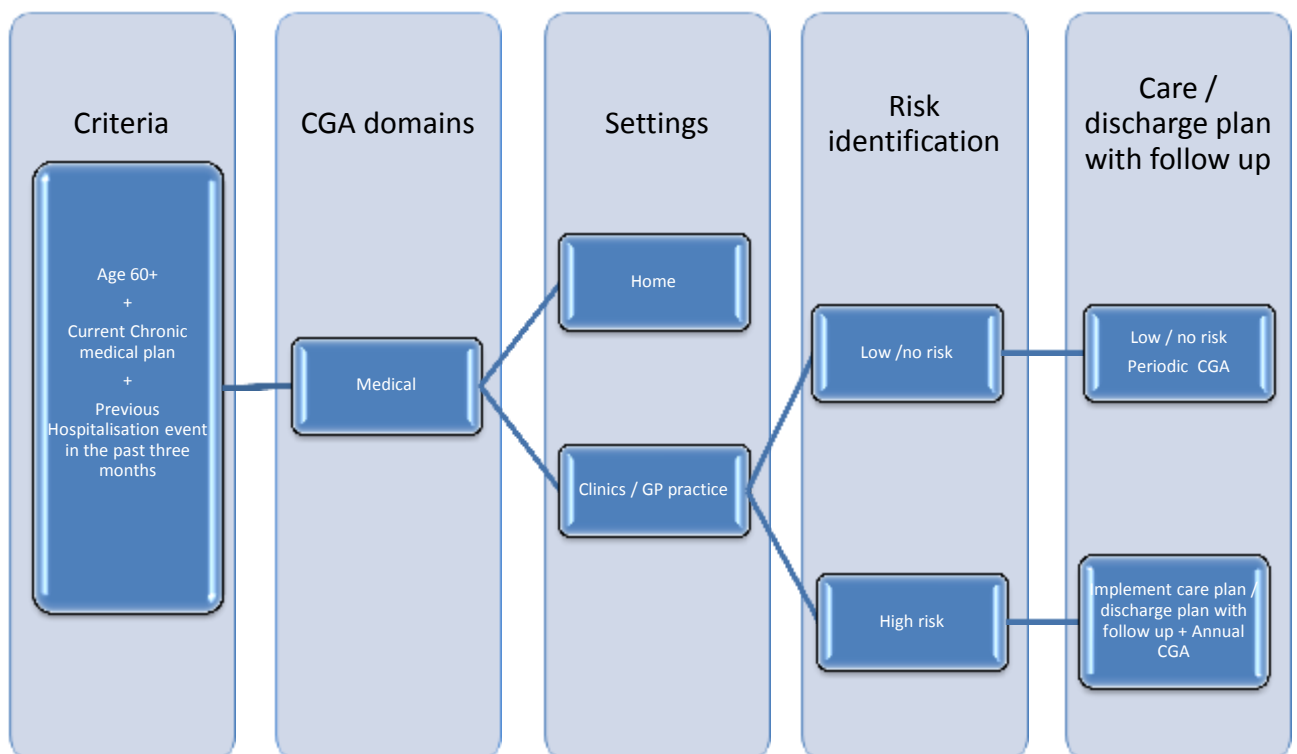 Criteria
Age 60+
+
Current Chronic
medical plan
+
Previous
Hospitalisation event
in the past three
months
CGA domains
Medical
Settings
Home
Clinics / GP practice
Risk
identification
Low /no risk
High risk
Care /
discharge plan
with follow up
Low / no risk
Periodic CGA
Implement care plan /
discharge plan with
follow up + Annual
CGA